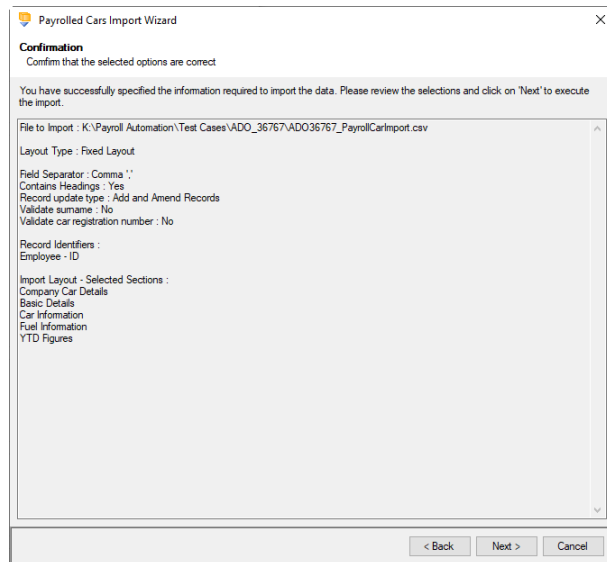 Payrolled Cars Import Wizard
Confirmation
Comfirm that the selected options are correct
You have successfully specified the information required to import the data. Please review the selections and click on 'Next' to execute
the import.
File to Import : K:\Payroll Automation\Test Cases\ADO_36767\ADO36767_PayrollCarImport.csv
Layout Type : Fixed Layout
Field Separator : Comma ','
Contains Headings : Yes
Record update type : Add and Amend Records
Validate surname : No
Validate car registration number : No
Record Identifiers :
Employee - ID
Import Layout - Selected Sections :
Company Car Details
Basic Details
Car Information
Fuel Information
YTD Figures
< Back Next > Cancel